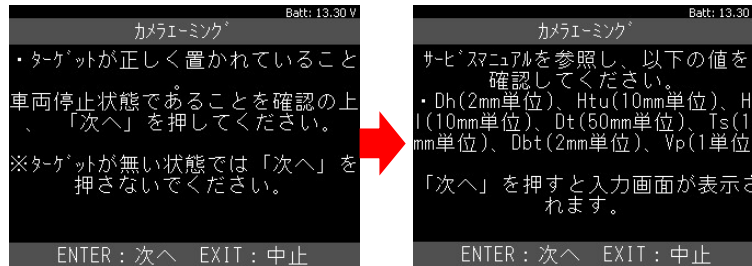 Batt: 13.30 V
カメラエーミング
・ターゲットが正しく置かれていること
。
車両停止状態であることを確認の上
、「次へ」を押してください。
※ターゲットが無い状態では「次へ」を
押さないでください。
ENTER：次へ EXIT：中止
Batt: 13.30
カメラエーミング
サービスマニュアルを参照し、以下の値を
確認してください。
・Dh(2mm単位)、Htu(10mm単位)、H
l(10mm単位)、Dt(50mm単位)、Ts(1
mm単位)、Dbt(2mm単位)、Vp(1単位
「次へ」を押すと入力画面が表示さ
れます。
ENTER：次へ EXIT：中止